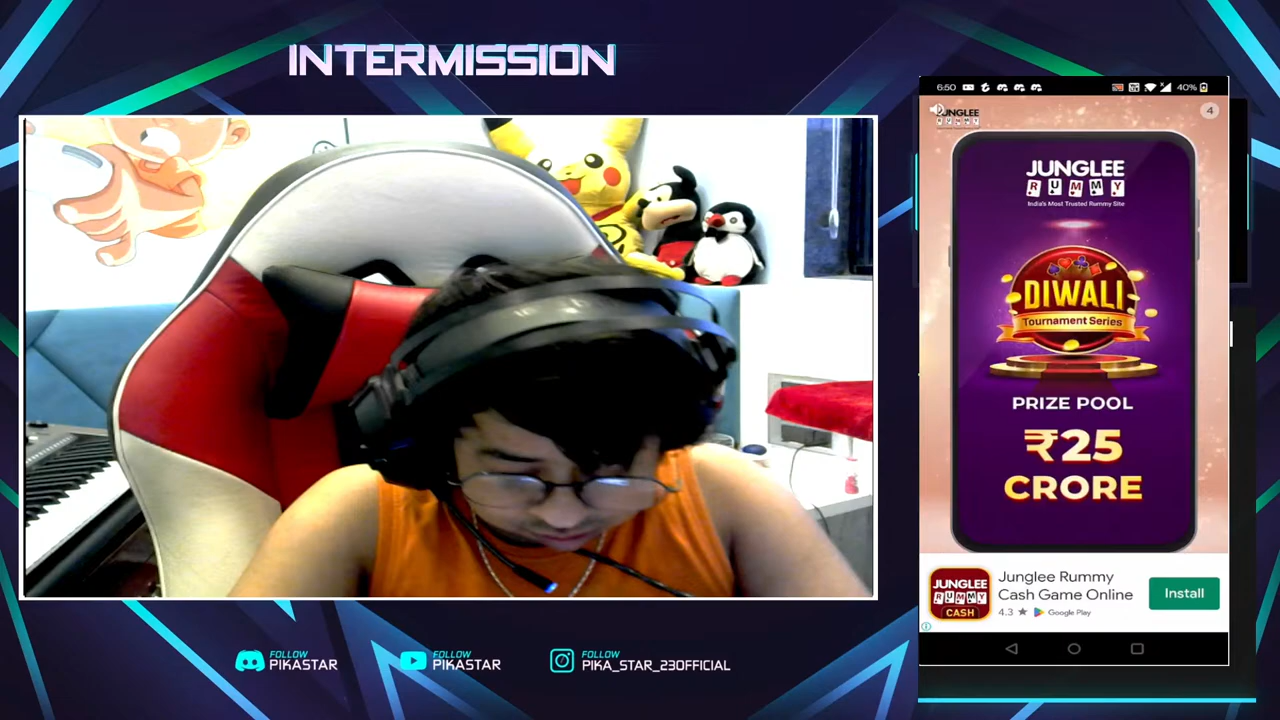 INTERMISSION
6:50
40%
JUNGLEE
RUMMY
4
JUNGLEE
RUMMY
India's Most Trusted Rummy Site
DIWALI
Tournament Series
PRIZE POOL
₹25
CRORE
JUNGLEE
RUMMY
CASH
Junglee Rummy
Cash Game Online
4.3 ★ Google Play
Install
FOLLOW
PIKASTAR
FOLLOW
PIKASTAR
FOLLOW
PIKA_STAR_23OFFICIAL